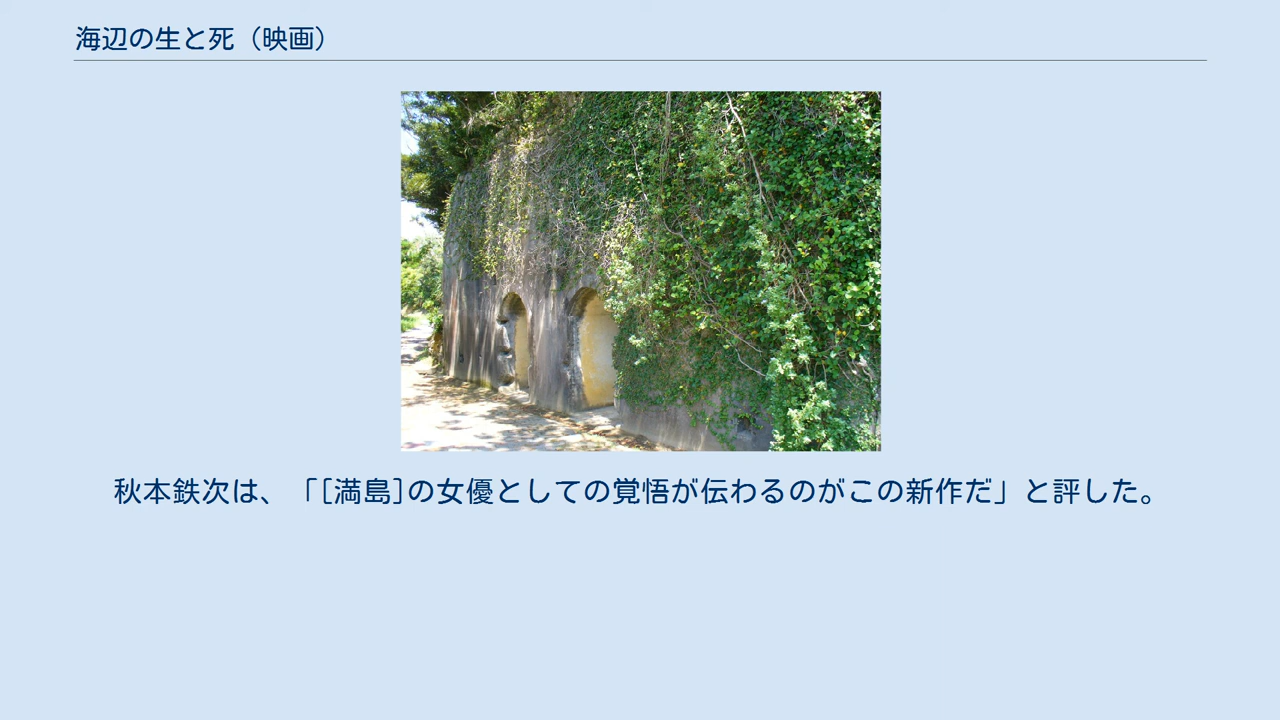 海辺の生と死（映画）
秋本鉄次は、「[満島]の女優としての覚悟が伝わるのがこの新作だ」と評した。